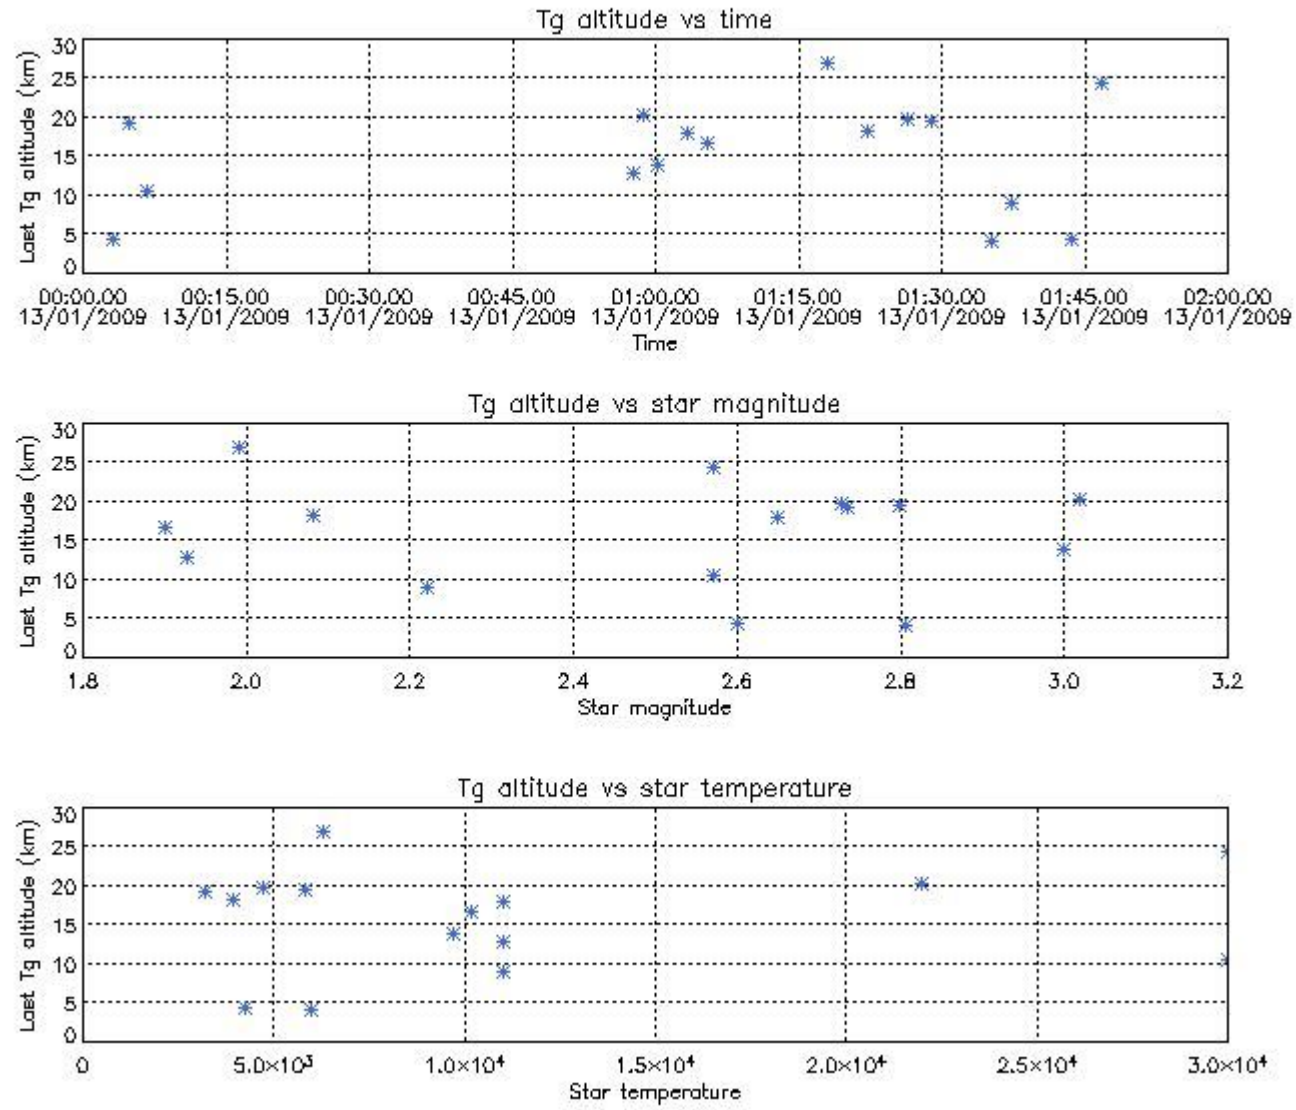 Tg altitude vs time
Last Tg altitude (km)
30
25
20
15
10
5
0
00:00.00 00:15.00 00:30.00 00:45.00 01:00.00 01:15.00 01:30.00 01:45.00 02:00.00
13/01/2009 13/01/2009 13/01/2009 13/01/2009 13/01/2009 13/01/2009 13/01/2009 13/01/2009 13/01/2009
Time
Tg altitude vs star magnitude
Last Tg altitude (km)
30
25
20
15
10
5
0
1.8 2.0 2.2 2.4 2.6 2.8 3.0 3.2
Star magnitude
Tg altitude vs star temperature
Last Tg altitude (km)
30
25
20
15
10
5
0
0 5.0×10³ 1.0×10⁴ 1.5×10⁴ 2.0×10⁴ 2.5×10⁴ 3.0×10⁴
Star temperature